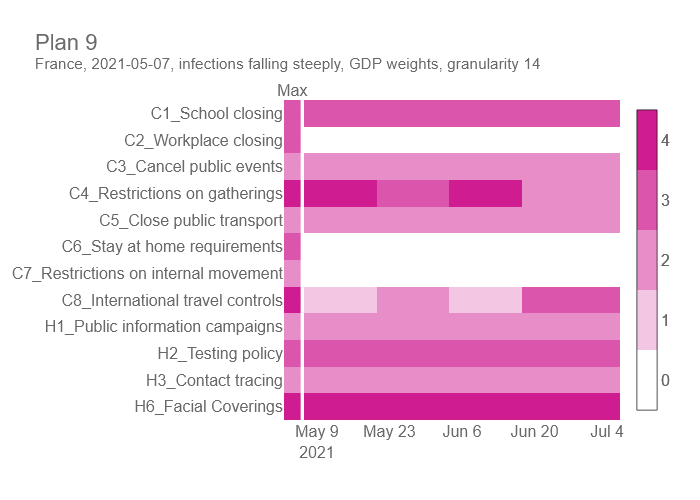 Plan 9
France, 2021-05-07, infections falling steeply, GDP weights, granularity 14
Max
C1_School closing
C2_Workplace closing
C3_Cancel public events
C4_Restrictions on gatherings
C5_Close public transport
C6_Stay at home requirements
C7_Restrictions on internal movement
C8_International travel controls
H1_Public information campaigns
H2_Testing policy
H3_Contact tracing
H6_Facial Coverings
4
3
2
1
0
May 9 May 23 Jun 6 Jun 20 Jul 4
2021